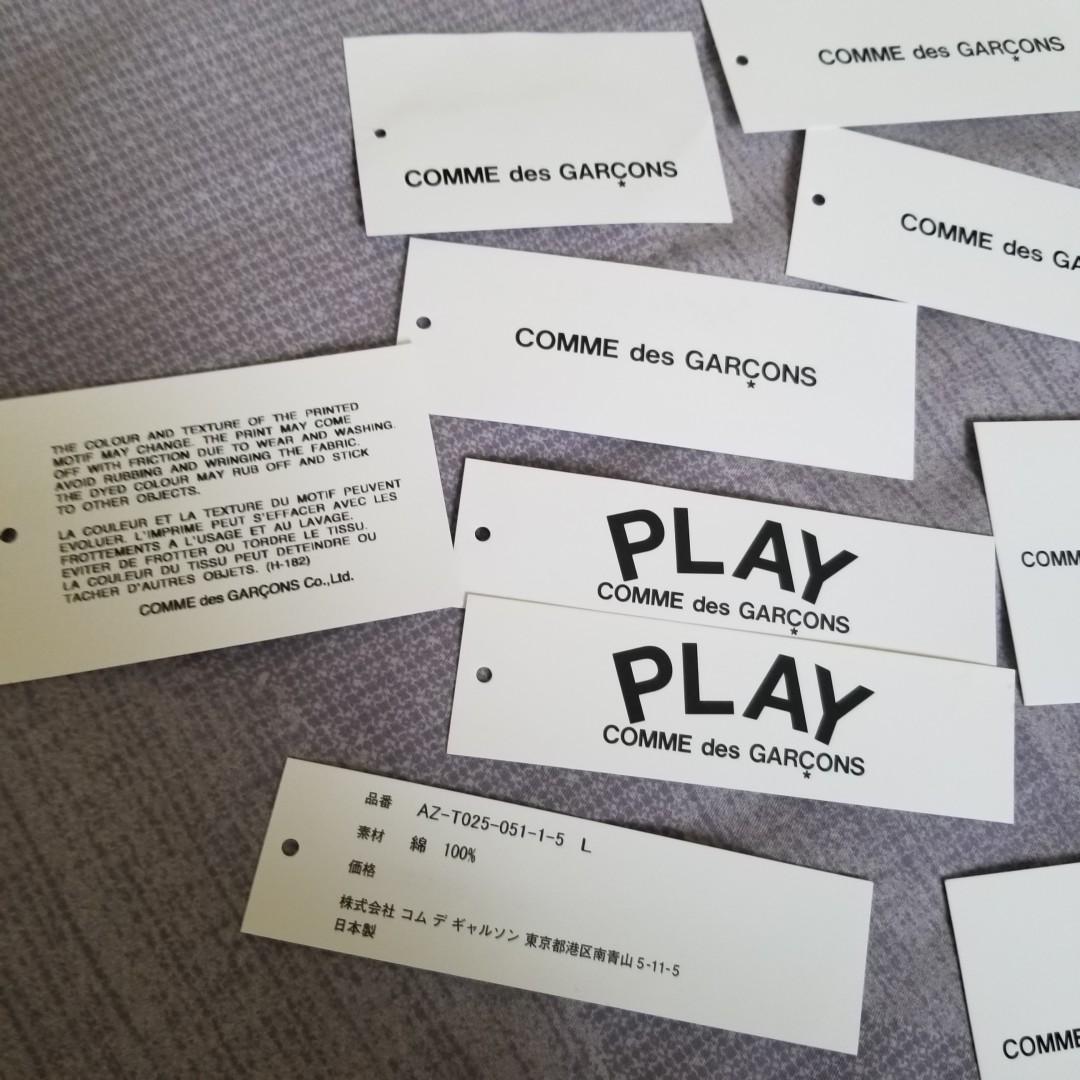 COMME des GARÇONS
*
COMME des GARÇONS
*
COMME des GA
COMME des GARÇONS
*
THE COLOUR AND TEXTURE OF THE PRINTED
MOTIF MAY CHANGE. THE PRINT MAY COME
OFF WITH FRICTION DUE TO WEAR AND WASHING.
AVOID RUBBING AND WRINGING THE FABRIC.
THE DYED COLOUR MAY RUB OFF AND STICK
TO OTHER OBJECTS.
LA COULEUR ET LA TEXTURE DU MOTIF PEUVENT
EVOLUER. L'IMPRIME PEUT S'EFFACER AVEC LES
FROTTEMENTS A L'USAGE ET AU LAVAGE.
EVITER DE FROTTER OU TORDRE LE TISSU.
LA COULEUR DU TISSU PEUT DETEINDRE OU
TACHER D'AUTRES OBJETS. (H-182)
COMME des GARÇONS Co.,Ltd.
PLAY
COMME des GARÇONS
*
COMM
PLAY
COMME des GARÇONS
*
品番 AZ-T025-051-1-5 L
素材 綿 100%
価格
株式会社 コム デ ギャルソン 東京都港区南青山 5-11-5
日本製
COMME